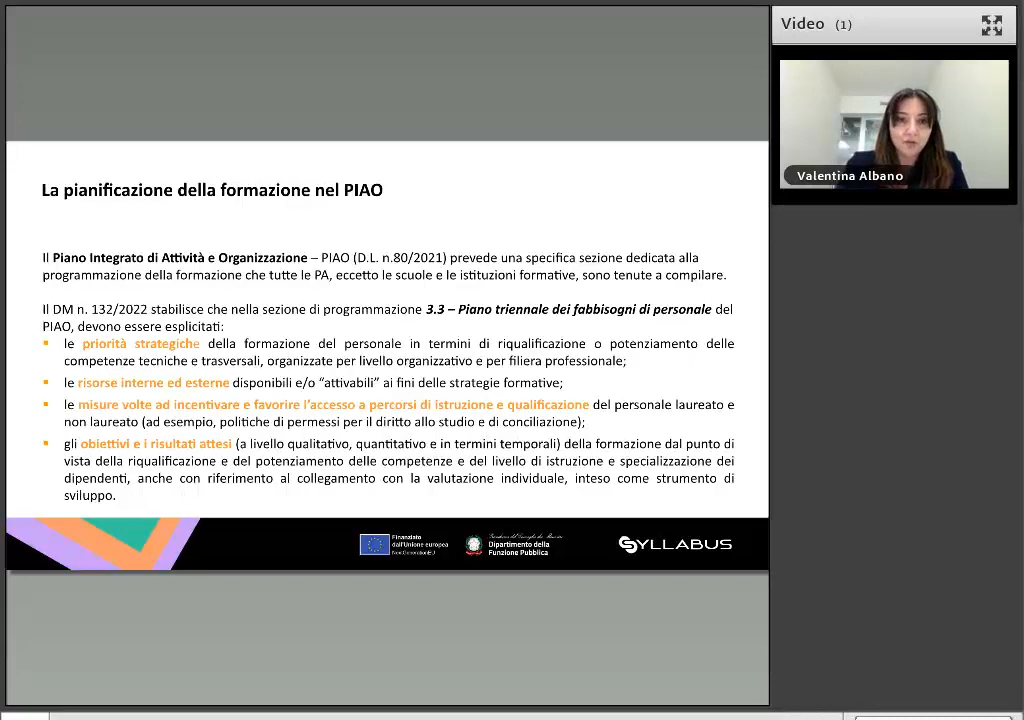 Video (1)
Valentina Albano
La pianificazione della formazione nel PIAO
Il Piano Integrato di Attività e Organizzazione – PIAO (D.L. n.80/2021) prevede una specifica sezione dedicata alla
programmazione della formazione che tutte le PA, eccetto le scuole e le istituzioni formative, sono tenute a compilare.
Il DM n. 132/2022 stabilisce che nella sezione di programmazione 3.3 – Piano triennale dei fabbisogni di personale del
PIAO, devono essere esplicitati:
▪ le priorità strategiche della formazione del personale in termini di riqualificazione o potenziamento delle
competenze tecniche e trasversali, organizzate per livello organizzativo e per filiera professionale;
▪ le risorse interne ed esterne disponibili e/o “attivabili” ai fini delle strategie formative;
▪ le misure volte ad incentivare e favorire l’accesso a percorsi di istruzione e qualificazione del personale laureato e
non laureato (ad esempio, politiche di permessi per il diritto allo studio e di conciliazione);
▪ gli obiettivi e i risultati attesi (a livello qualitativo, quantitativo e in termini temporali) della formazione dal punto di
vista della riqualificazione e del potenziamento delle competenze e del livello di istruzione e specializzazione dei
dipendenti, anche con riferimento al collegamento con la valutazione individuale, inteso come strumento di
sviluppo.
Finanziato
dall'Unione europea
NextGenerationEU
Presidenza del Consiglio dei Ministri
Dipartimento della
Funzione Pubblica
SYLLABUS